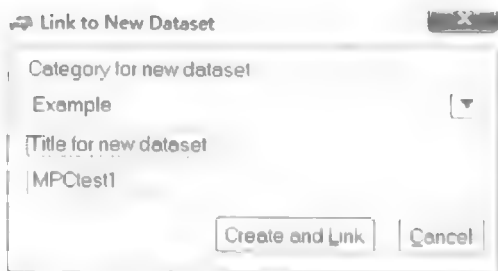 Link to New Dataset
Category for new dataset
Example
Title for new dataset
MPCtest1
Create and Link
Cancel